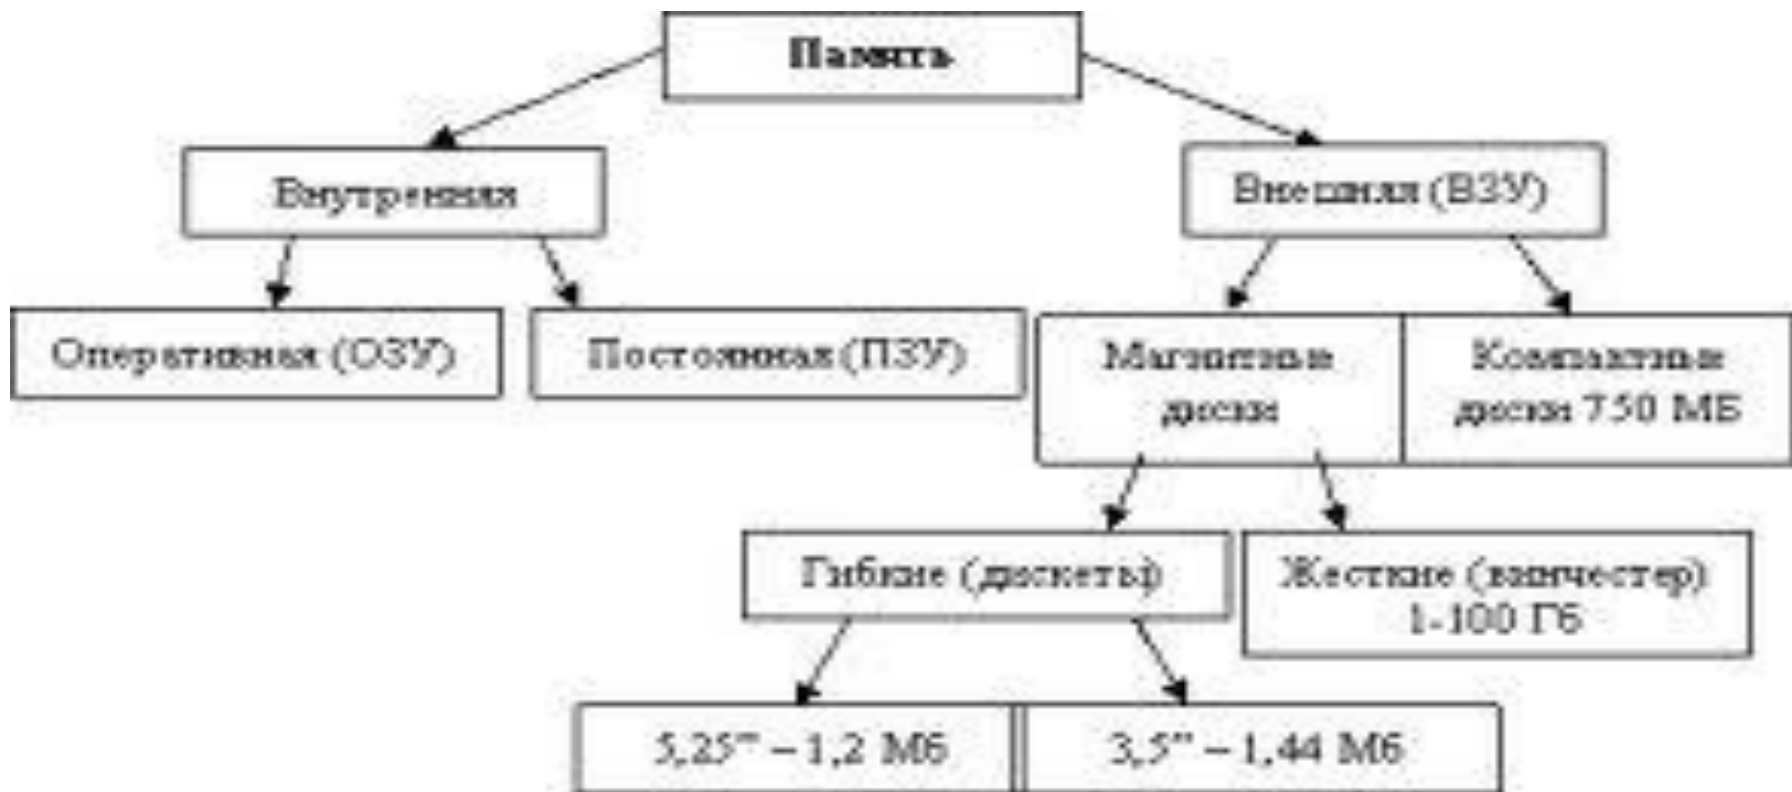 Память
Внутренняя
Внешняя (ВЗУ)
Оперативная (ОЗУ)
Постоянная (ПЗУ)
Магнитные
диски
Компактные
диски 750 МБ
Гибкие (дискеты)
Жесткие (винчестер)
1-100 Гб
5,25" – 1,2 Мб
3,5" – 1,44 Мб